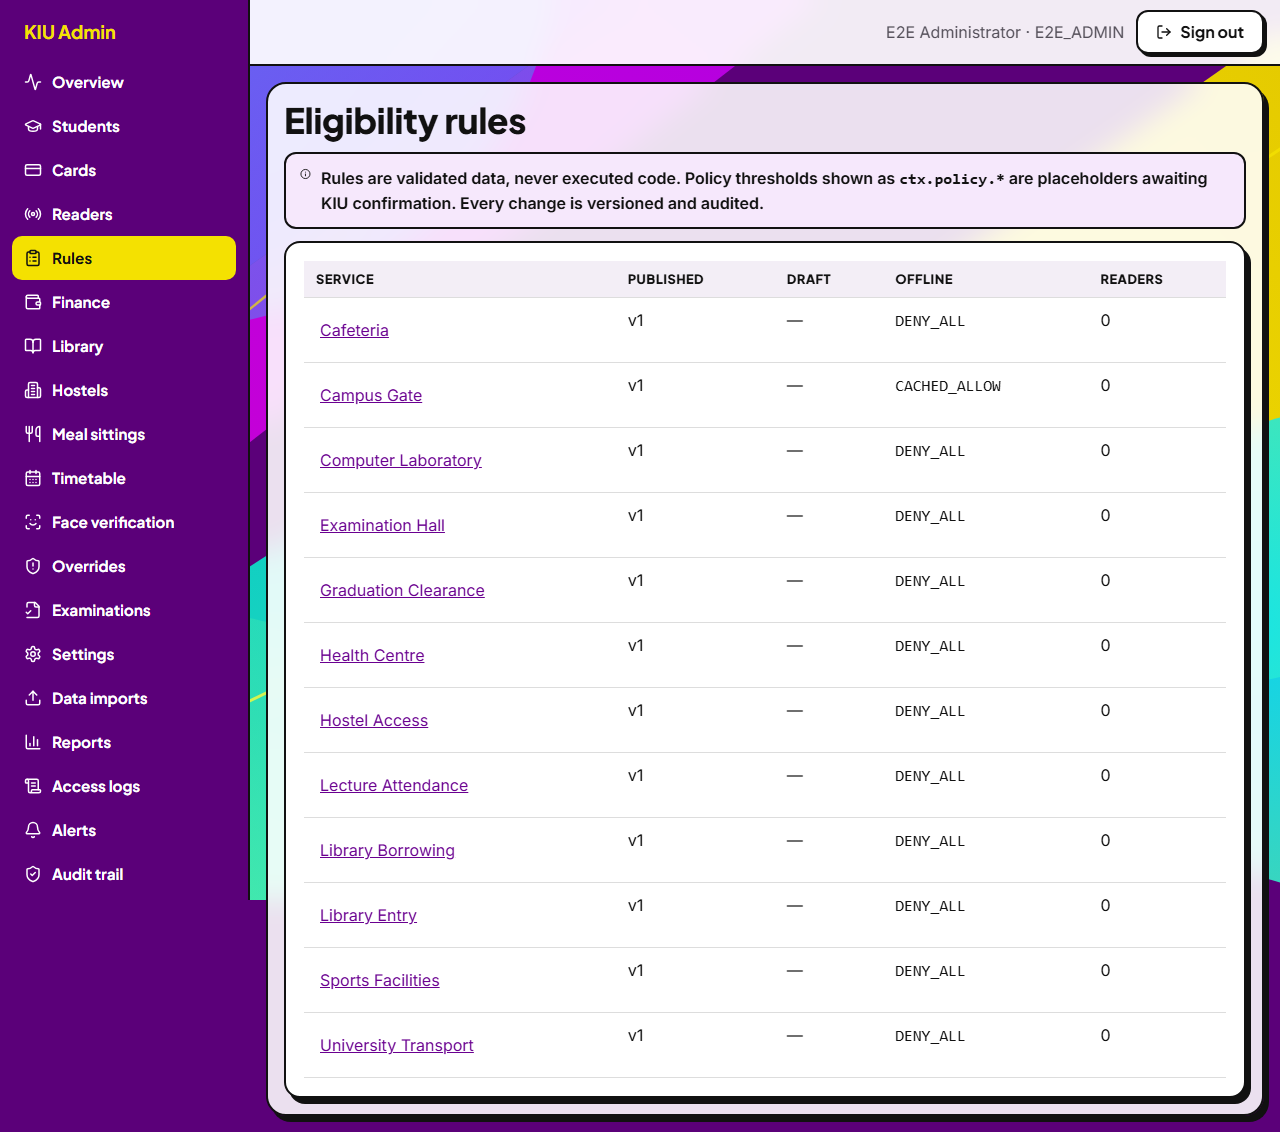 KIU Admin
Overview
Students
Cards
Readers
Rules
Finance
Library
Hostels
Meal sittings
Timetable
Face verification
Overrides
Examinations
Settings
Data imports
Reports
Access logs
Alerts
Audit trail
E2E Administrator · E2E_ADMIN
Sign out
Eligibility rules
Rules are validated data, never executed code. Policy thresholds shown as ctx.policy.* are placeholders awaiting
KIU confirmation. Every change is versioned and audited.
SERVICE PUBLISHED DRAFT OFFLINE READERS
Cafeteria v1 — DENY_ALL 0
Campus Gate v1 — CACHED_ALLOW 0
Computer Laboratory v1 — DENY_ALL 0
Examination Hall v1 — DENY_ALL 0
Graduation Clearance v1 — DENY_ALL 0
Health Centre v1 — DENY_ALL 0
Hostel Access v1 — DENY_ALL 0
Lecture Attendance v1 — DENY_ALL 0
Library Borrowing v1 — DENY_ALL 0
Library Entry v1 — DENY_ALL 0
Sports Facilities v1 — DENY_ALL 0
University Transport v1 — DENY_ALL 0